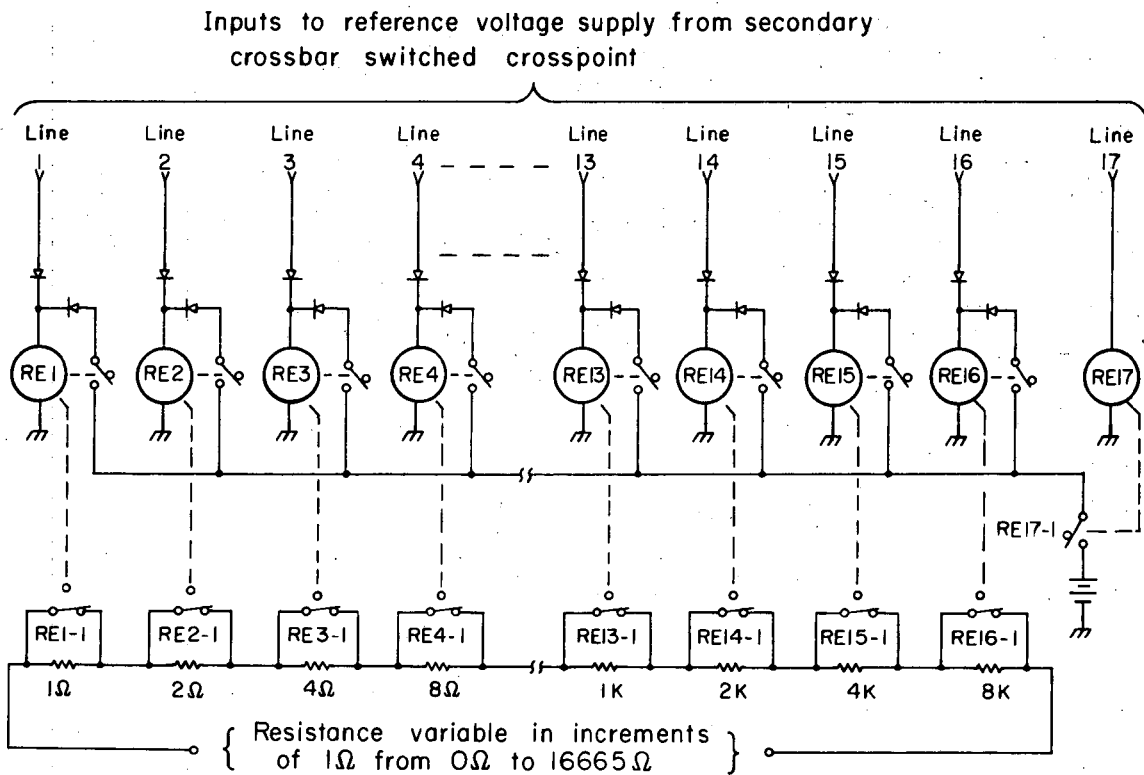 Inputs to reference voltage supply from secondary
crossbar switched crosspoint
Line Line Line Line Line Line Line Line Line
1 2 3 4 13 14 15 16 17
RE1 RE2 RE3 RE4 RE13 RE14 RE15 RE16 RE17
RE17-1
RE1-1 RE2-1 RE3-1 RE4-1 RE13-1 RE14-1 RE15-1 RE16-1
1Ω 2Ω 4Ω 8Ω 1K 2K 4K 8K
{ Resistance variable in increments }
of 1Ω from 0Ω to 16665Ω